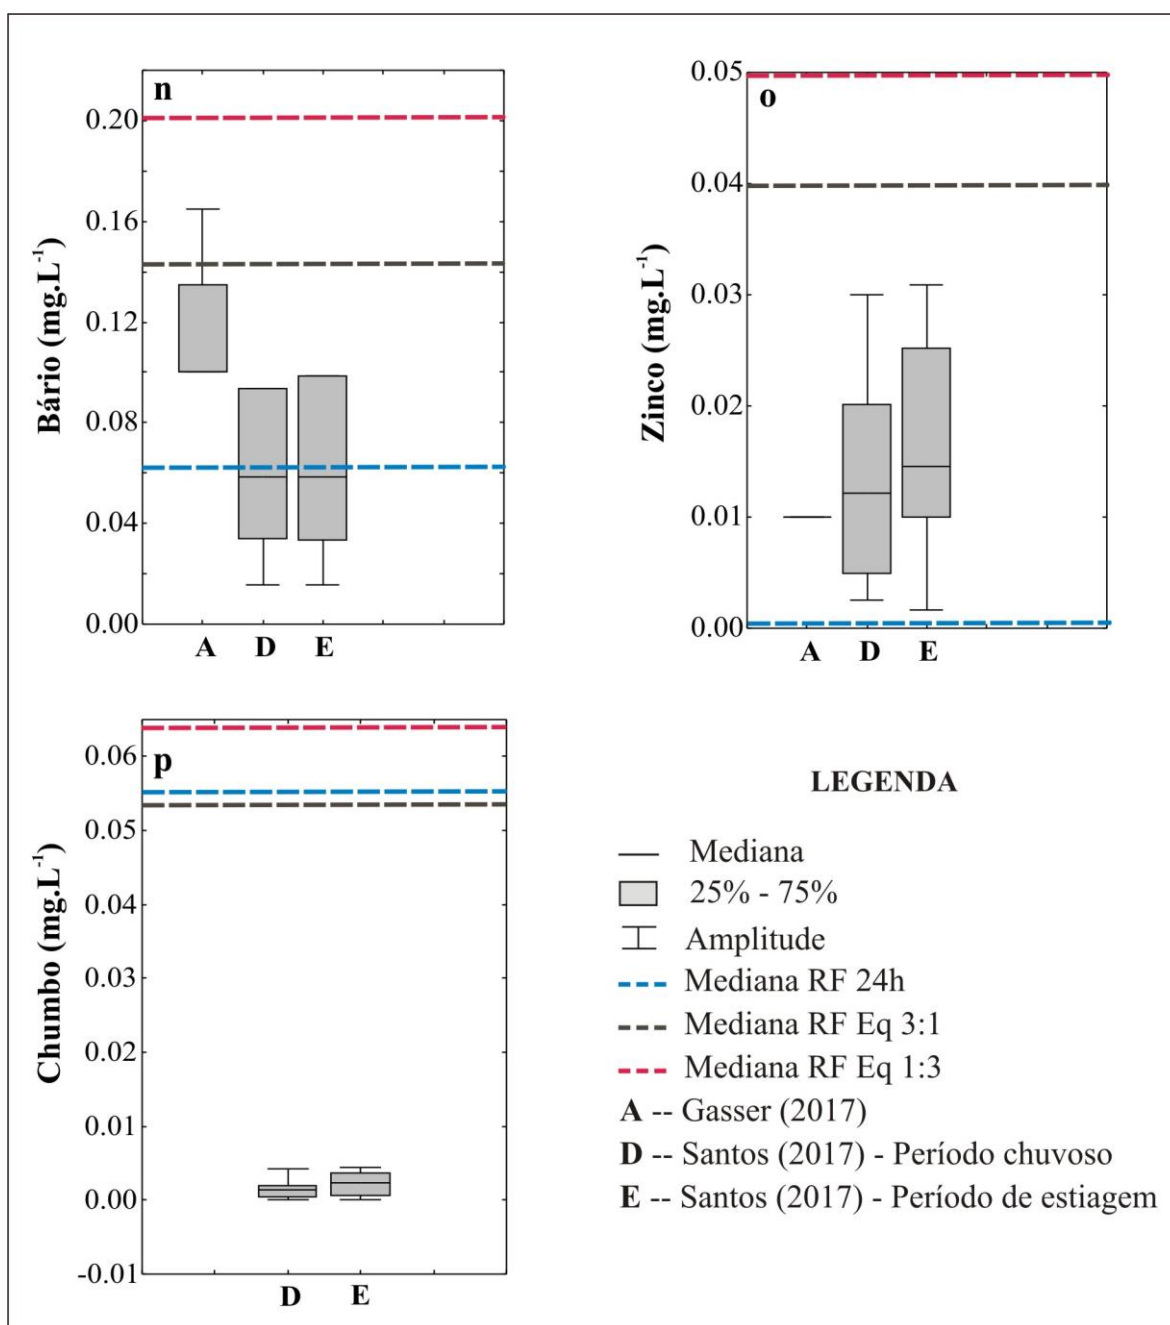 n
Bário (mg.L⁻¹)
0.20
0.16
0.12
0.08
0.04
0.00
A D E
o
Zinco (mg.L⁻¹)
0.05
0.04
0.03
0.02
0.01
0.00
A D E
p
Chumbo (mg.L⁻¹)
0.06
0.05
0.04
0.03
0.02
0.01
0.00
-0.01
D E
LEGENDA
Mediana
25% - 75%
Amplitude
Mediana RF 24h
Mediana RF Eq 3:1
Mediana RF Eq 1:3
A -- Gasser (2017)
D -- Santos (2017) - Período chuvoso
E -- Santos (2017) - Período de estiagem